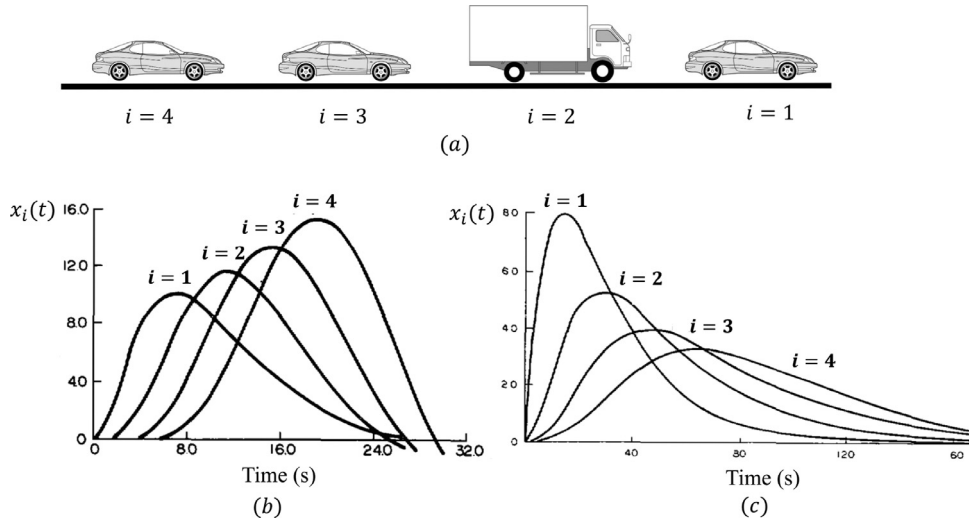 i = 4
i = 3
i = 2
i = 1
(a)
x_i(t)
16.0
12.0
8.0
4.0
0
0
8.0
16.0
24.0
32.0
i = 1
i = 2
i = 3
i = 4
Time (s)
(b)
x_i(t)
80
60
40
20
0
40
80
120
60
i = 1
i = 2
i = 3
i = 4
Time (s)
(c)